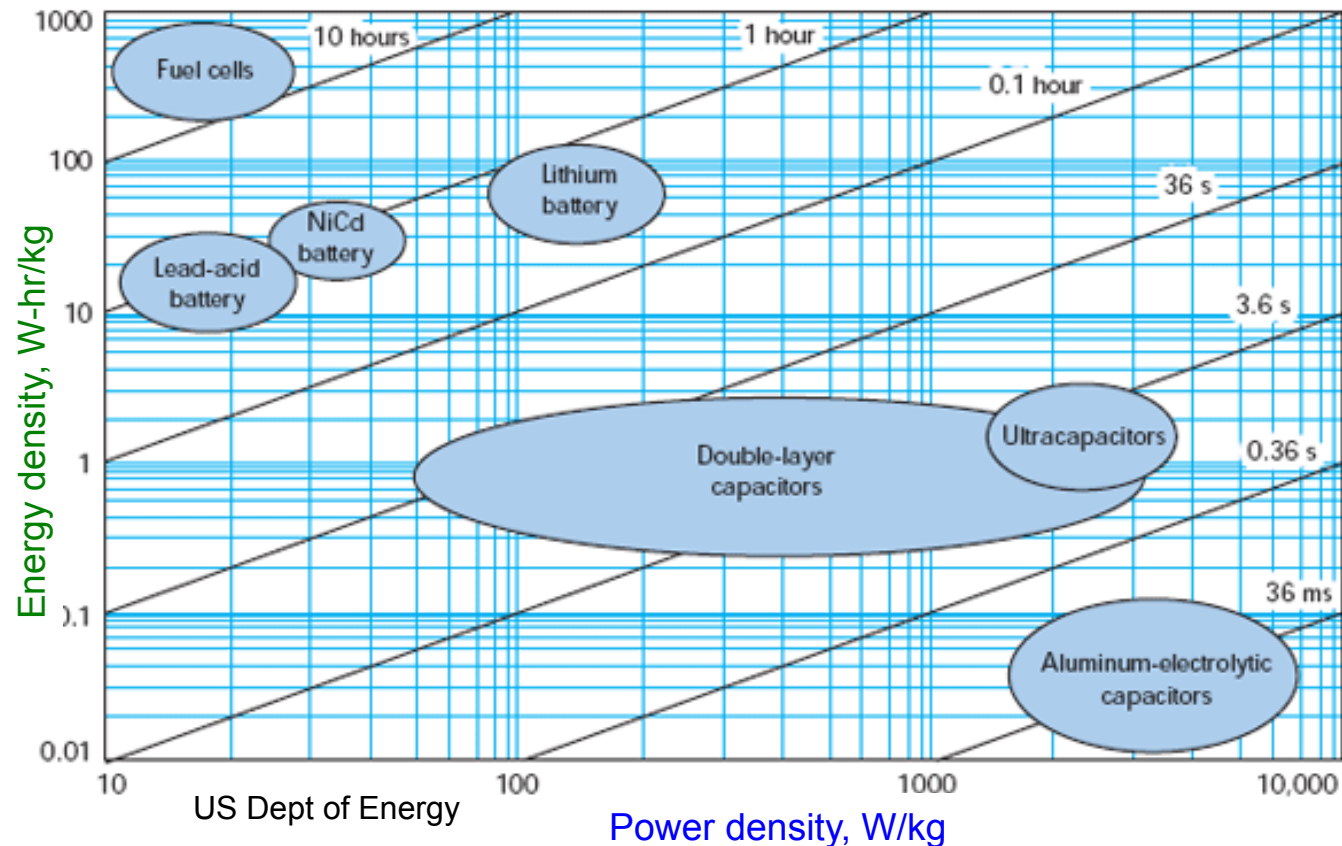 1000
10 hours
1 hour
Fuel cells
0.1 hour
100
Lithium
battery
36 s
NiCd
battery
Lead-acid
battery
10
3.6 s
Energy density, W-hr/kg
Ultracapacitors
1
Double-layer
capacitors
0.36 s
).1
36 ms
Aluminum-electrolytic
capacitors
0.01
10
100
1000
10,000
US Dept of Energy
Power density, W/kg